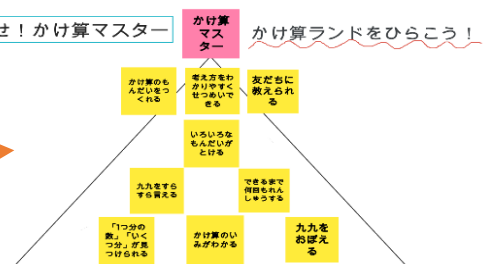 せ！かけ算マスター
かけ算
マス
ター
かけ算ランドをひらこう！
かけ算のも
んだいをつ
くれる
考え方をわ
かりやすく
せつめいで
きる
友だちに
教えられ
る
いろいろな
もんだいが
とける
九九をすら
すら言える
できるまで
何回もれん
しゅうする
「1つ分の
数」「いく
つ分」が見
つけられる
かけ算のい
みがわかる
九九を
おぼえ
る